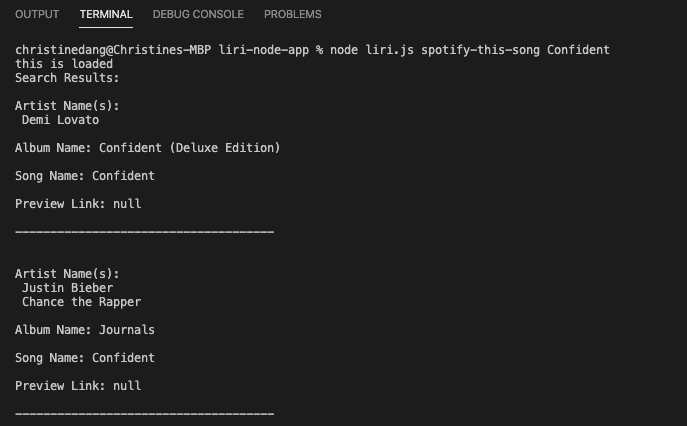 OUTPUT TERMINAL DEBUG CONSOLE PROBLEMS
christinedang@Christines-MBP liri-node-app % node liri.js spotify-this-song Confident
this is loaded
Search Results:
Artist Name(s):
Demi Lovato
Album Name: Confident (Deluxe Edition)
Song Name: Confident
Preview Link: null
-------------------------------------
Artist Name(s):
Justin Bieber
Chance the Rapper
Album Name: Journals
Song Name: Confident
Preview Link: null
-------------------------------------